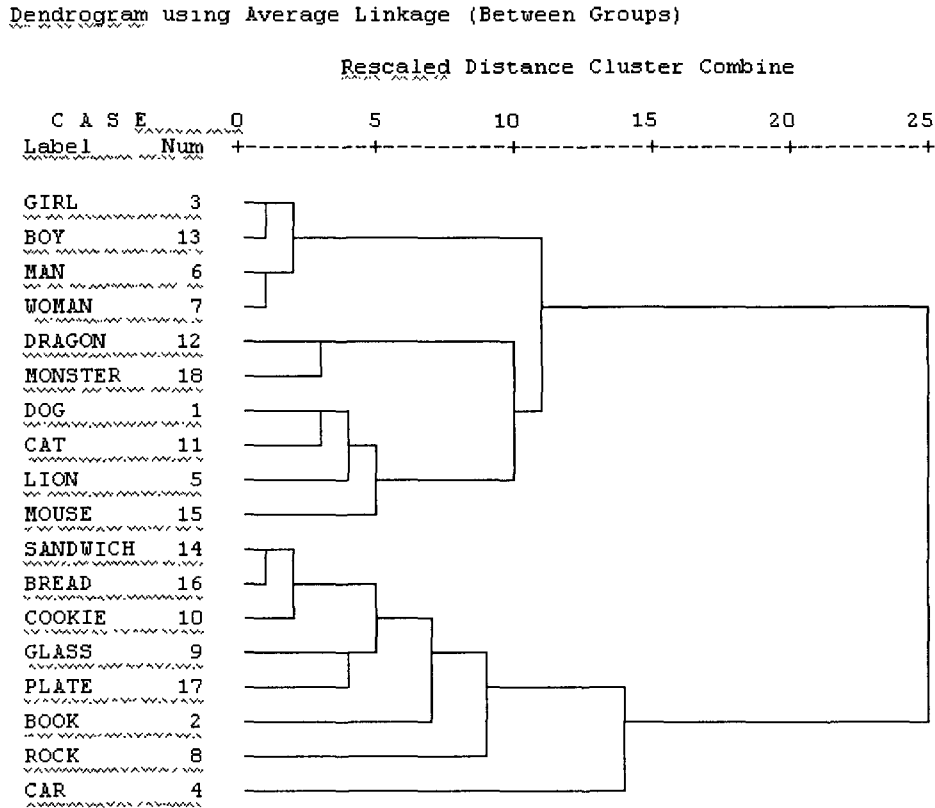 Dendrogram using Average Linkage (Between Groups)
Rescaled Distance Cluster Combine
C A S E 0 5 10 15 20 25
Label Num +---------+---------+---------+---------+---------+
GIRL 3
BOY 13
MAN 6
WOMAN 7
DRAGON 12
MONSTER 18
DOG 1
CAT 11
LION 5
MOUSE 15
SANDWICH 14
BREAD 16
COOKIE 10
GLASS 9
PLATE 17
BOOK 2
ROCK 8
CAR 4